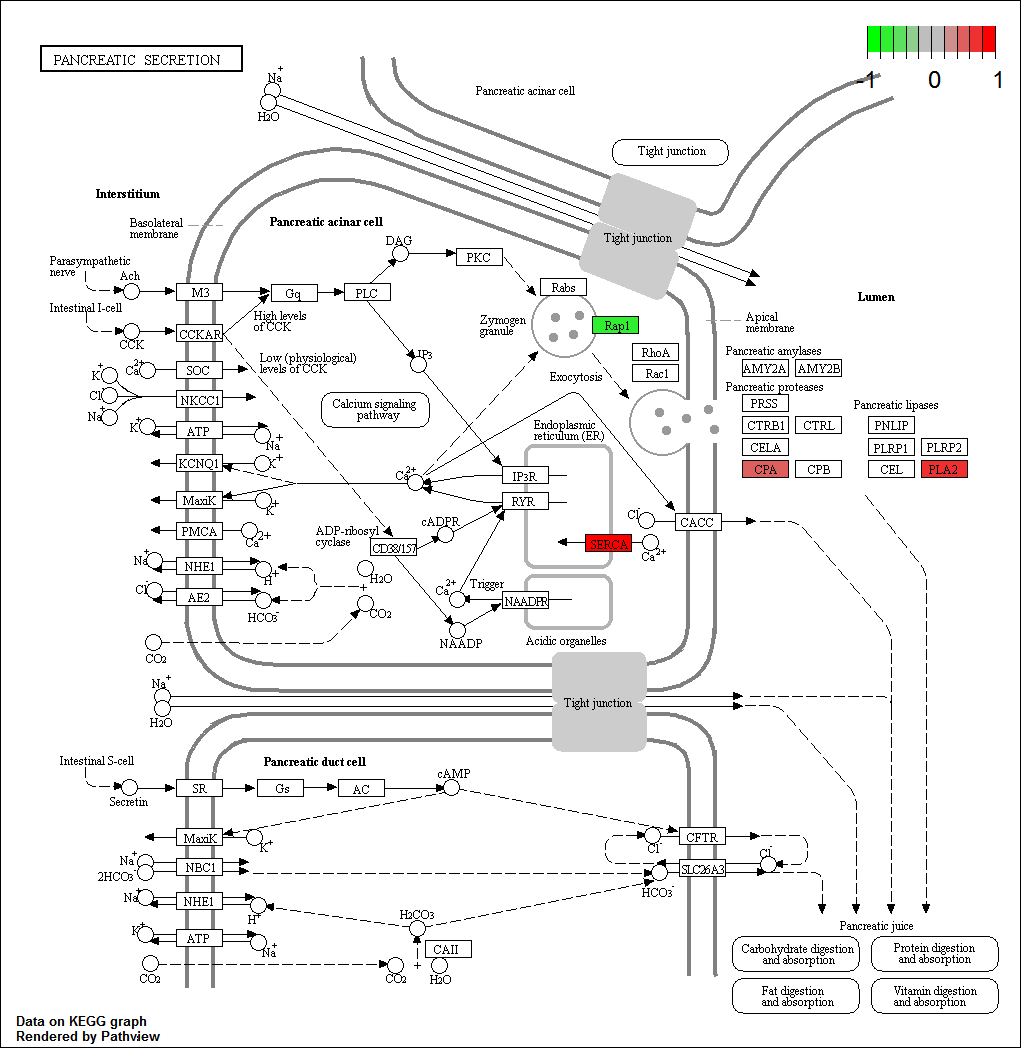 PANCREATIC SECRETION
-1 0 1
Na+
H2O
Pancreatic acinar cell
Tight junction
Tight junction
Interstitium
Basolateral
membrane
Pancreatic acinar cell
Parasympathetic
nerve
Ach
M3
Gq
PLC
DAG
PKC
Rabs
Zymogen
granule
Rap1
Lumen
Apical
membrane
Intestinal I-cell
CCK
CCKAR
High levels
of CCK
IP3
RhoA
Rac1
Exocytosis
Low (physiological)
levels of CCK
Pancreatic amylases
AMY2A
AMY2B
Pancreatic proteases
PRSS
CTRB1
CTRL
CELA
CPA
CPB
Pancreatic lipases
PNLIP
PLRP1
PLRP2
CEL
PLA2
Ca2+
SOC
K+
Cl-
Na+
NKCC1
Calcium signaling
pathway
K+
ATP
Na+
KCNQ1
K+
Ca2+
Endoplasmic
reticulum (ER)
IP3R
RYR
MaxiK
K+
PMCA
Ca2+
ADP-ribosyl
cyclase
CD38/157
cADPR
Cl-
CACC
SERCA
Ca2+
Na+
NHE1
H+
H2O
+
CO2
Cl-
AE2
HCO3-
Ca2+
Trigger
NAADPR
NAADP
Acidic organelles
CO2
Na+
H2O
Tight junction
Pancreatic duct cell
Intestinal S-cell
Secretin
SR
Gs
AC
cAMP
MaxiK
K+
Cl-
CFTR
Cl-
Na+
2HCO3-
NBC1
HCO3-
SLC26A3
Na+
NHE1
H+
H2CO3
K+
ATP
Na+
CAII
CO2
CO2
+
H2O
Pancreatic juice
Carbohydrate digestion
and absorption
Protein digestion
and absorption
Fat digestion
and absorption
Vitamin digestion
and absorption
Data on KEGG graph
Rendered by Pathview